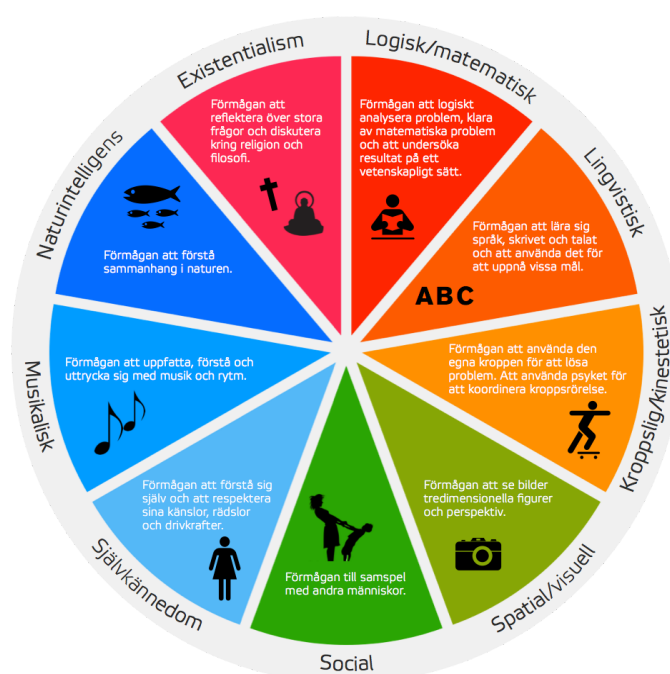 Existentialism
Förmågan att
reflektera över stora
frågor och diskutera
kring religion och
filosofi.
Logisk/matematisk
Förmågan att logiskt
analysera problem, klara
av matematiska problem
och att undersöka
resultat på ett
vetenskapligt sätt.
Lingvistisk
Förmågan att lära sig
språk, skrivet och talat
och att använda det för
att uppnå vissa mål.
ABC
Kroppslig/kinestetisk
Förmågan att använda den
egna kroppen för att lösa
problem. Att använda psyket för
att koordinera kroppsrörelse.
Spatial/visuell
Förmågan att se bilder
tredimensionella figurer
och perspektiv.
Social
Förmågan till samspel
med andra människor.
Självkännedom
Förmågan att förstå sig
själv och att respektera
sina känslor, rädslor
och drivkrafter.
Musikalisk
Förmågan att uppfatta, förstå och
uttrycka sig med musik och rytm.
Naturintelligens
Förmågan att förstå
sammanhang i naturen.